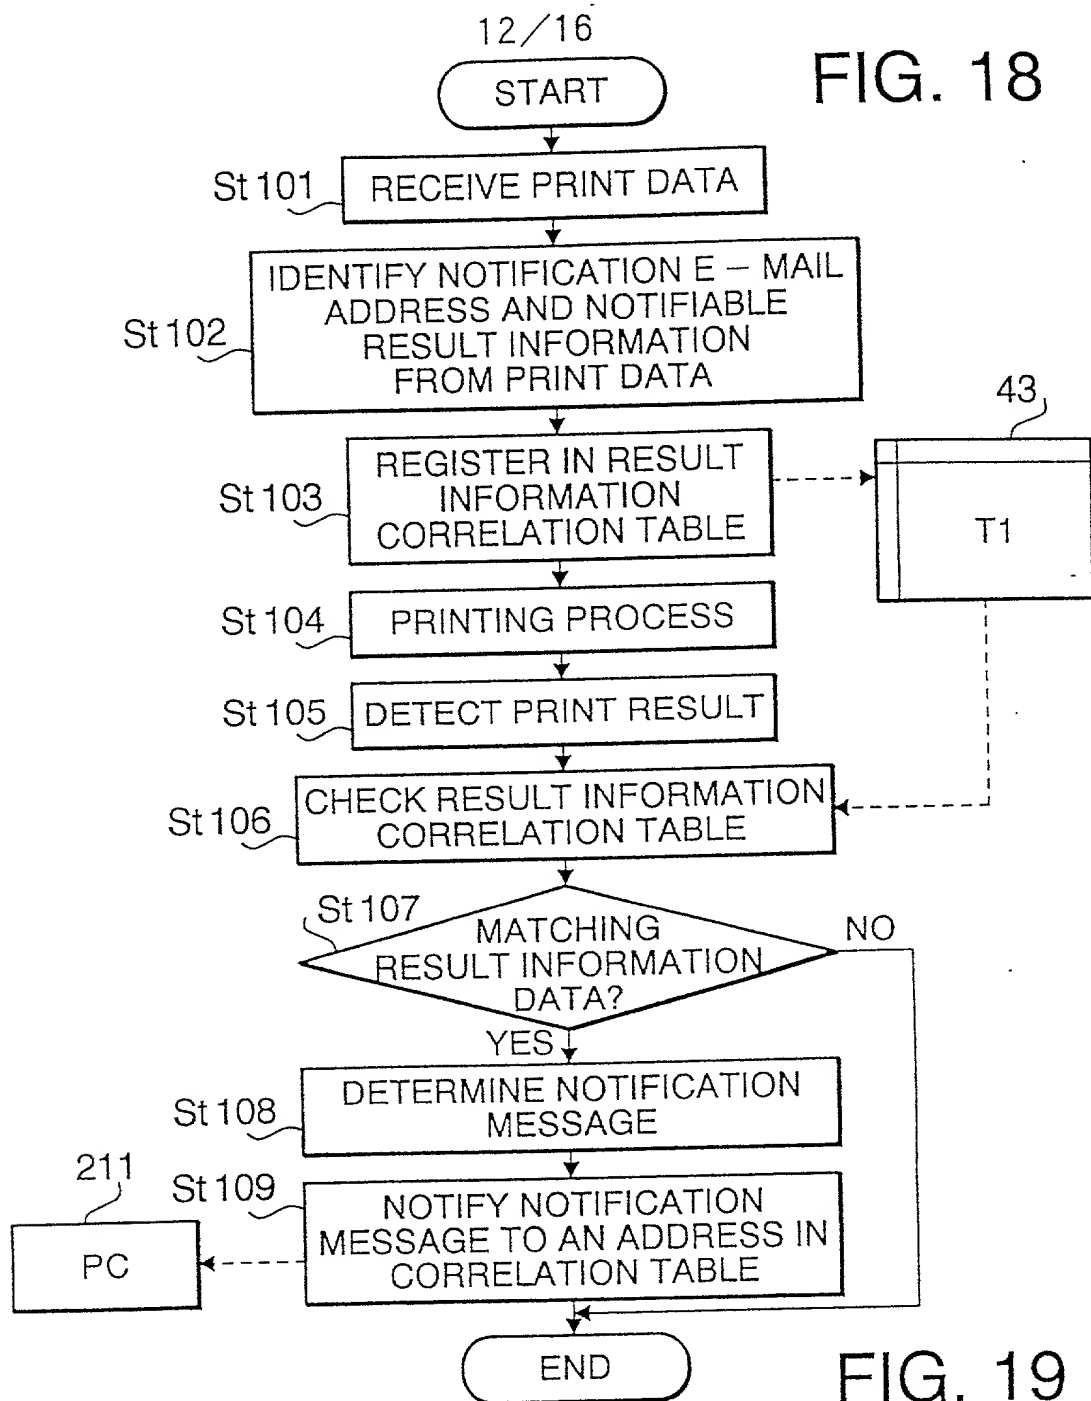 12/16
FIG. 18
START
St 101
RECEIVE PRINT DATA
St 102
IDENTIFY NOTIFICATION E – MAIL
ADDRESS AND NOTIFIABLE
RESULT INFORMATION
FROM PRINT DATA
St 103
REGISTER IN RESULT
INFORMATION
CORRELATION TABLE
43
T1
St 104
PRINTING PROCESS
St 105
DETECT PRINT RESULT
St 106
CHECK RESULT INFORMATION
CORRELATION TABLE
St 107
MATCHING
RESULT INFORMATION
DATA?
NO
YES
St 108
DETERMINE NOTIFICATION
MESSAGE
St 109
NOTIFY NOTIFICATION
MESSAGE TO AN ADDRESS IN
CORRELATION TABLE
211
PC
END
FIG. 19